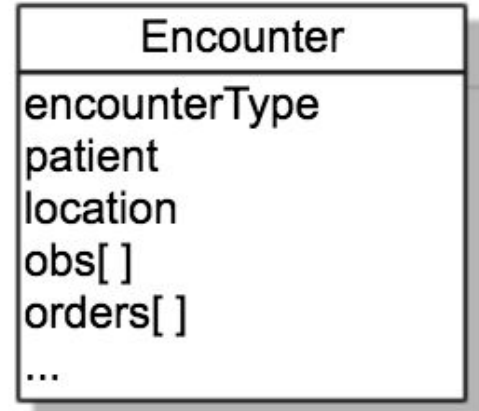 Encounter
encounterType
patient
location
obs[ ]
orders[ ]
...